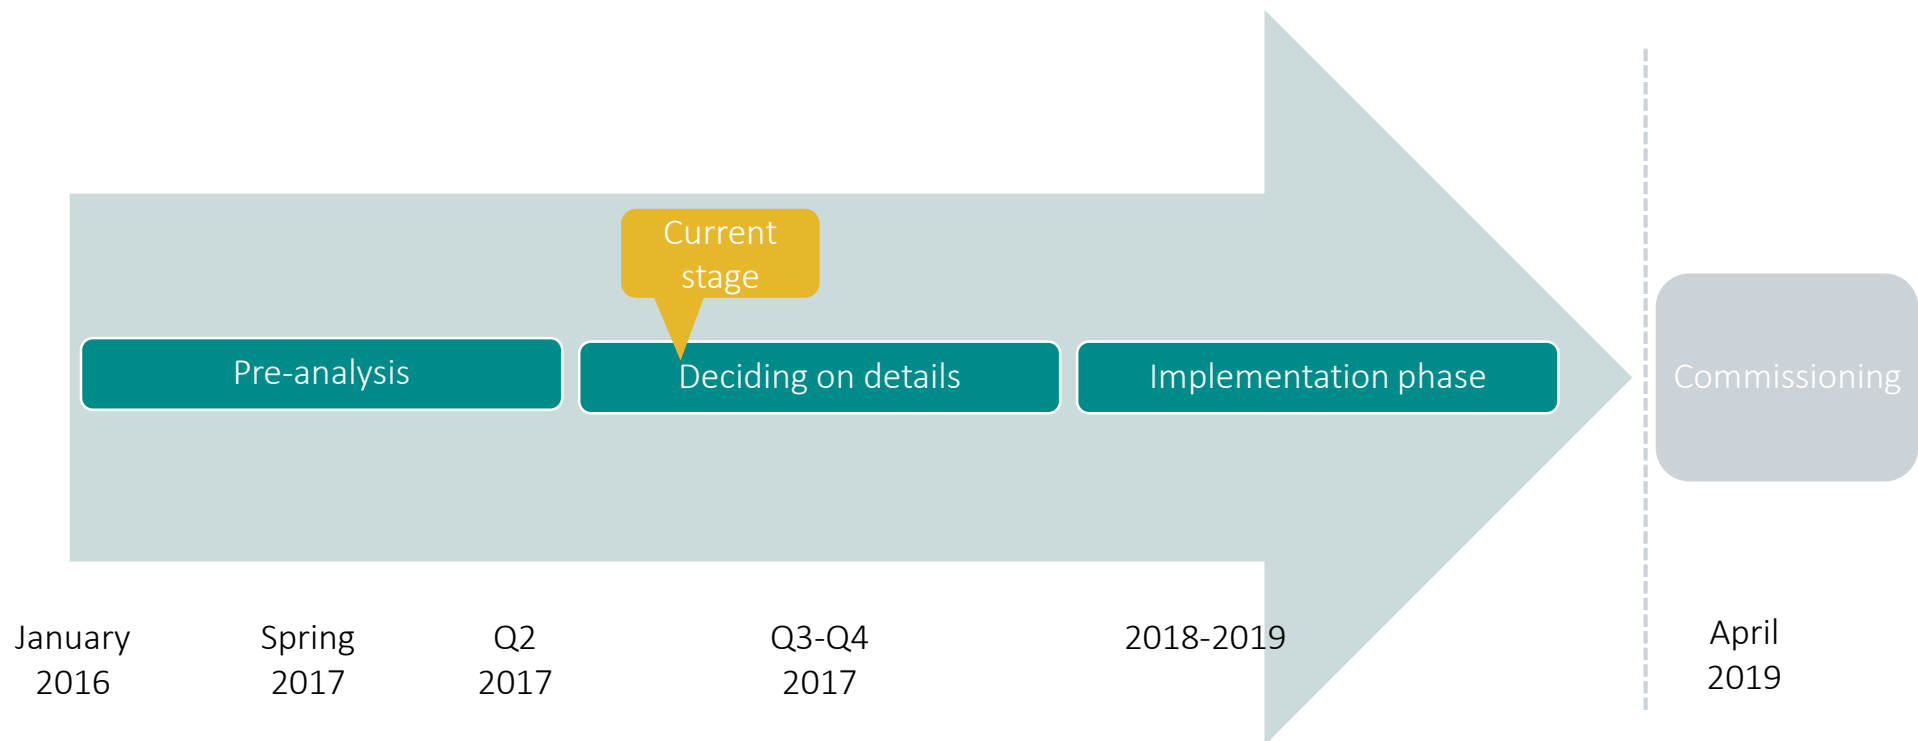 Current
stage
Pre-analysis
Deciding on details
Implementation phase
Commissioning
January
2016
Spring
2017
Q2
2017
Q3-Q4
2017
2018-2019
April
2019